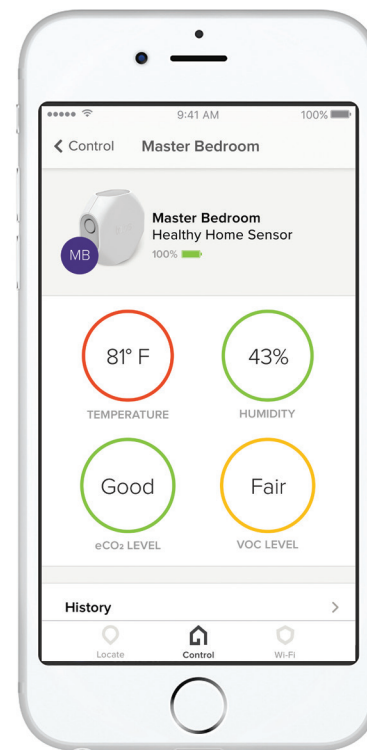 9:41 AM
100%
Control
Master Bedroom
MB
Master Bedroom
Healthy Home Sensor
100%
81° F
43%
TEMPERATURE
HUMIDITY
Good
Fair
eCO₂ LEVEL
VOC LEVEL
History
Locate
Control
Wi-Fi